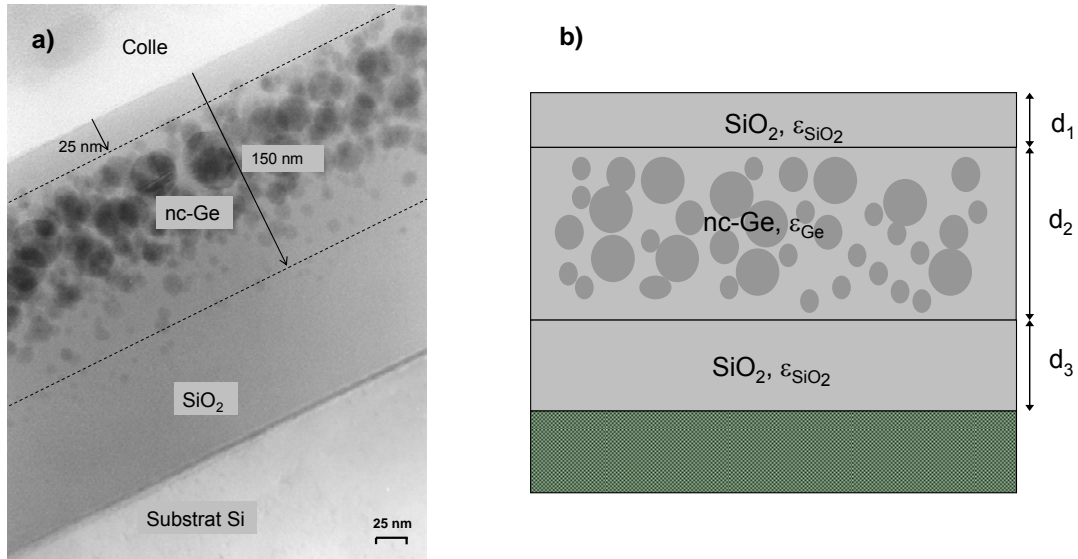 a)
Colle
25 nm
150 nm
nc-Ge
SiO₂
Substrat Si
25 nm
b)
SiO₂, εSiO₂
d₁
nc-Ge, εGe
d₂
SiO₂, εSiO₂
d₃